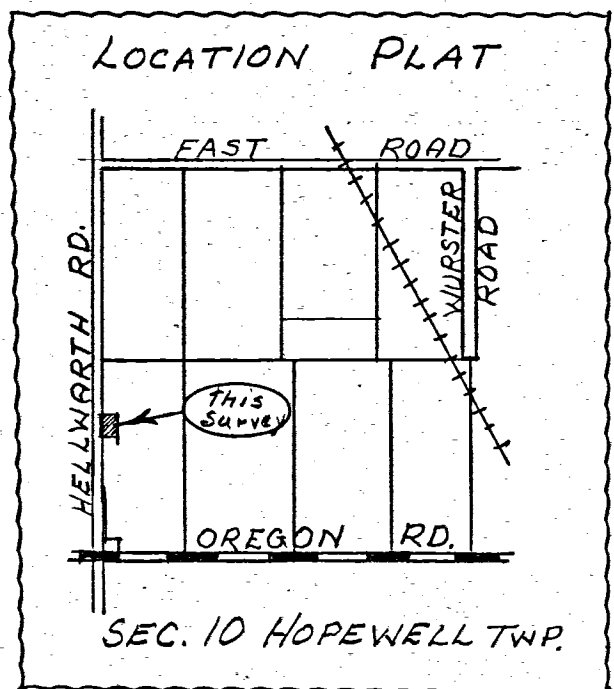 LOCATION PLAT
EAST ROAD
WURSTER
ROAD
HELLWARTH RD.
This
Survey
OREGON RD.
SEC. 10 HOPEWELL TWP.